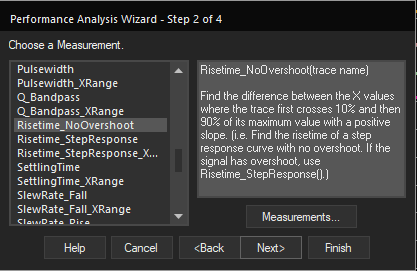 Performance Analysis Wizard - Step 2 of 4
Choose a Measurement.
Pulsewidth
Pulsewidth_XRange
Q_Bandpass
Q_Bandpass_XRange
Risetime_NoOvershoot
Risetime_StepResponse
Risetime_StepResponse_X...
SettlingTime
SettlingTime_XRange
SlewRate_Fall
SlewRate_Fall_XRange
SlewRate_Rise
Risetime_NoOvershoot(trace name)
Find the difference between the X values
where the trace first crosses 10% and then
90% of its maximum value with a positive
slope. (i.e. Find the risetime of a step
response curve with no overshoot. If the
signal has overshoot, use
Risetime_StepResponse().)
Measurements...
Help
Cancel
<Back
Next>
Finish